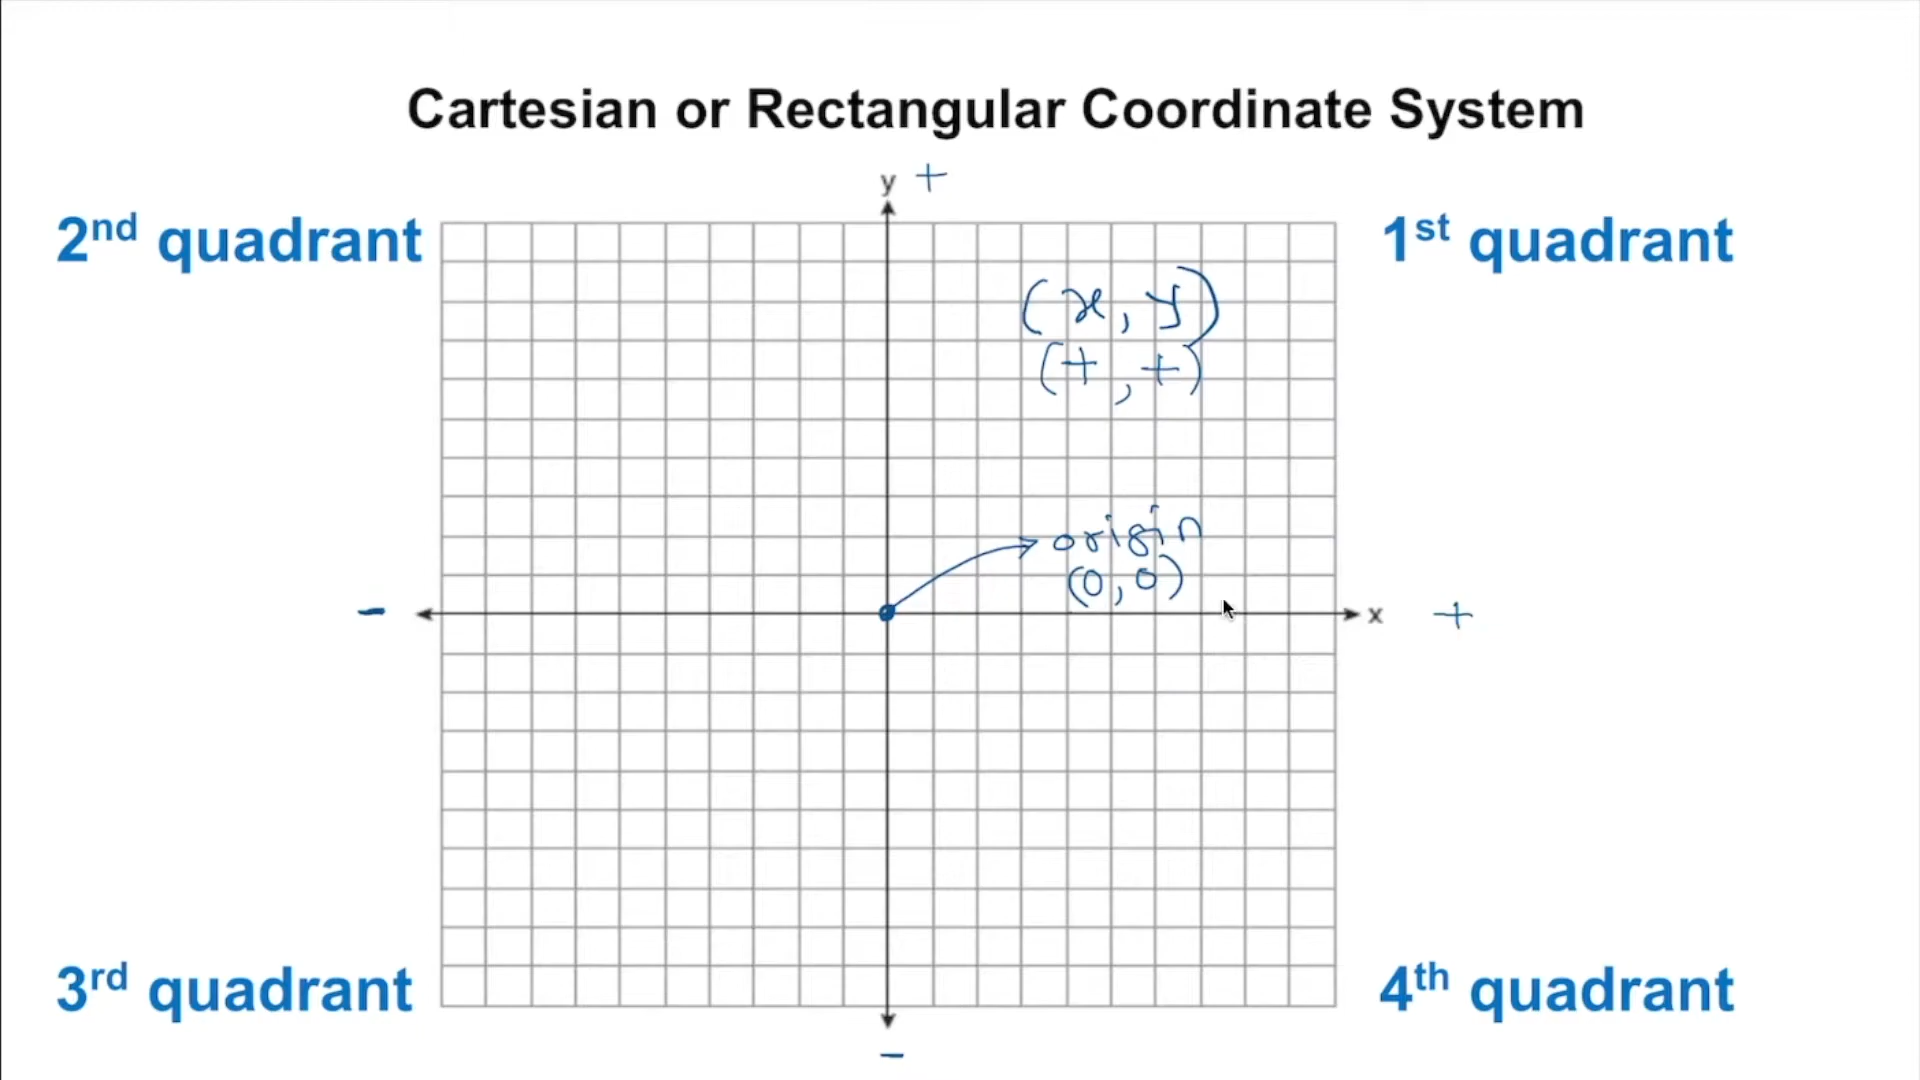 Cartesian or Rectangular Coordinate System
y +
2nd quadrant
1st quadrant
(x, y)
(+, +)
origin
(0, 0)
-
x +
3rd quadrant
4th quadrant
-